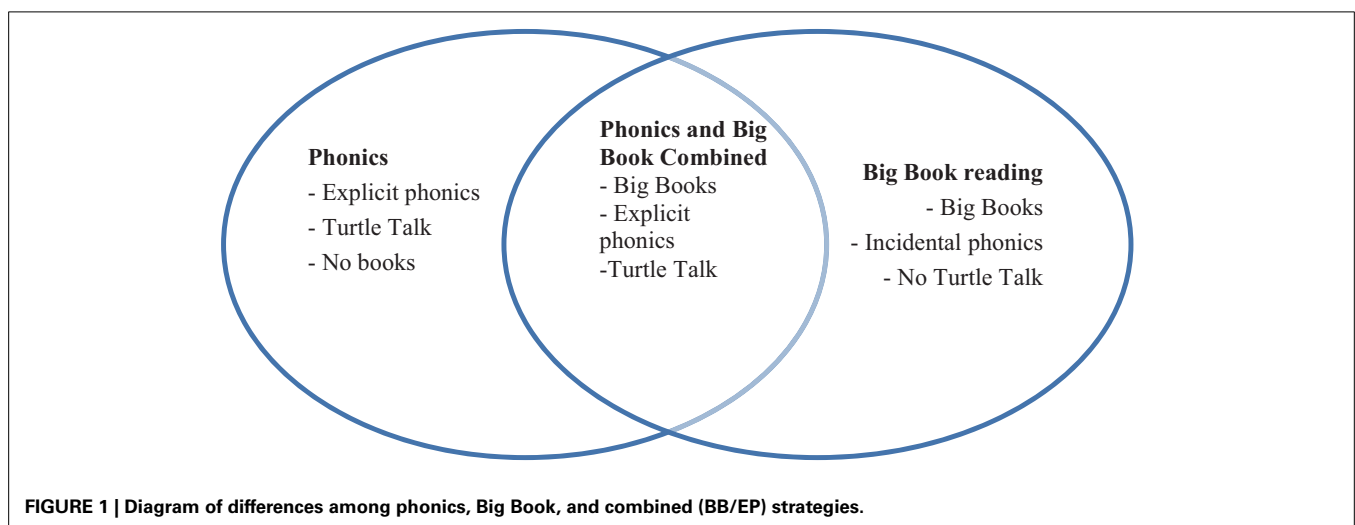 Phonics
- Explicit phonics
- Turtle Talk
- No books
Phonics and Big
Book Combined
- Big Books
- Explicit
phonics
-Turtle Talk
Big Book reading
- Big Books
- Incidental phonics
- No Turtle Talk
FIGURE 1 | Diagram of differences among phonics, Big Book, and combined (BB/EP) strategies.